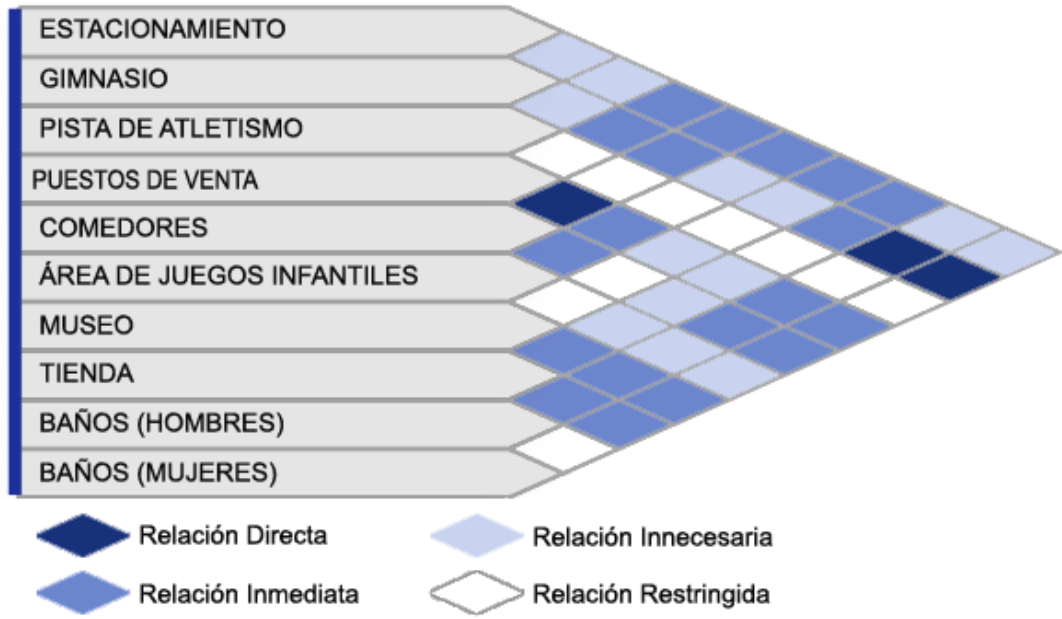 ESTACIONAMIENTO
GIMNASIO
PISTA DE ATLETISMO
PUESTOS DE VENTA
COMEDORES
ÁREA DE JUEGOS INFANTILES
MUSEO
TIENDA
BAÑOS (HOMBRES)
BAÑOS (MUJERES)
Relación Directa
Relación Innecesaria
Relación Inmediata
Relación Restringida